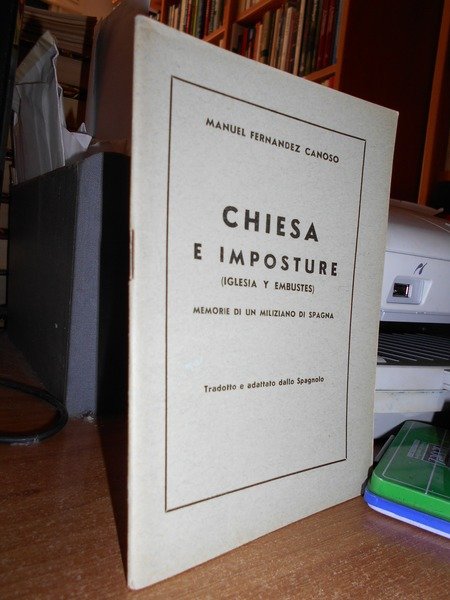 MANUEL FERNANDEZ CANOSO
CHIESA
E IMPOSTURE
(IGLESIA Y EMBUSTES)
MEMORIE DI UN MILIZIANO DI SPAGNA
Tradotto e adattato dallo Spagnolo